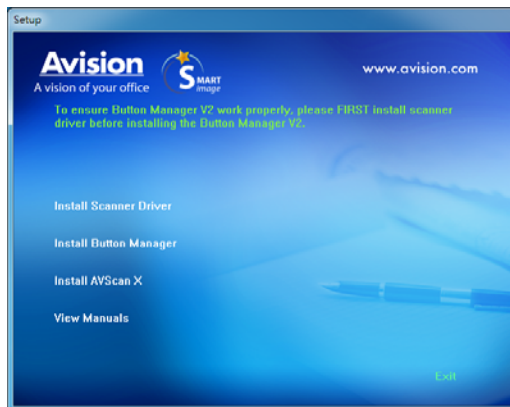 Setup
Avision
A vision of your office
SMART
image
www.avision.com
To ensure Button Manager V2 work properly, please FIRST install scanner
driver before installing the Button Manager V2.
Install Scanner Driver
Install Button Manager
Install AVScan X
View Manuals
Exit